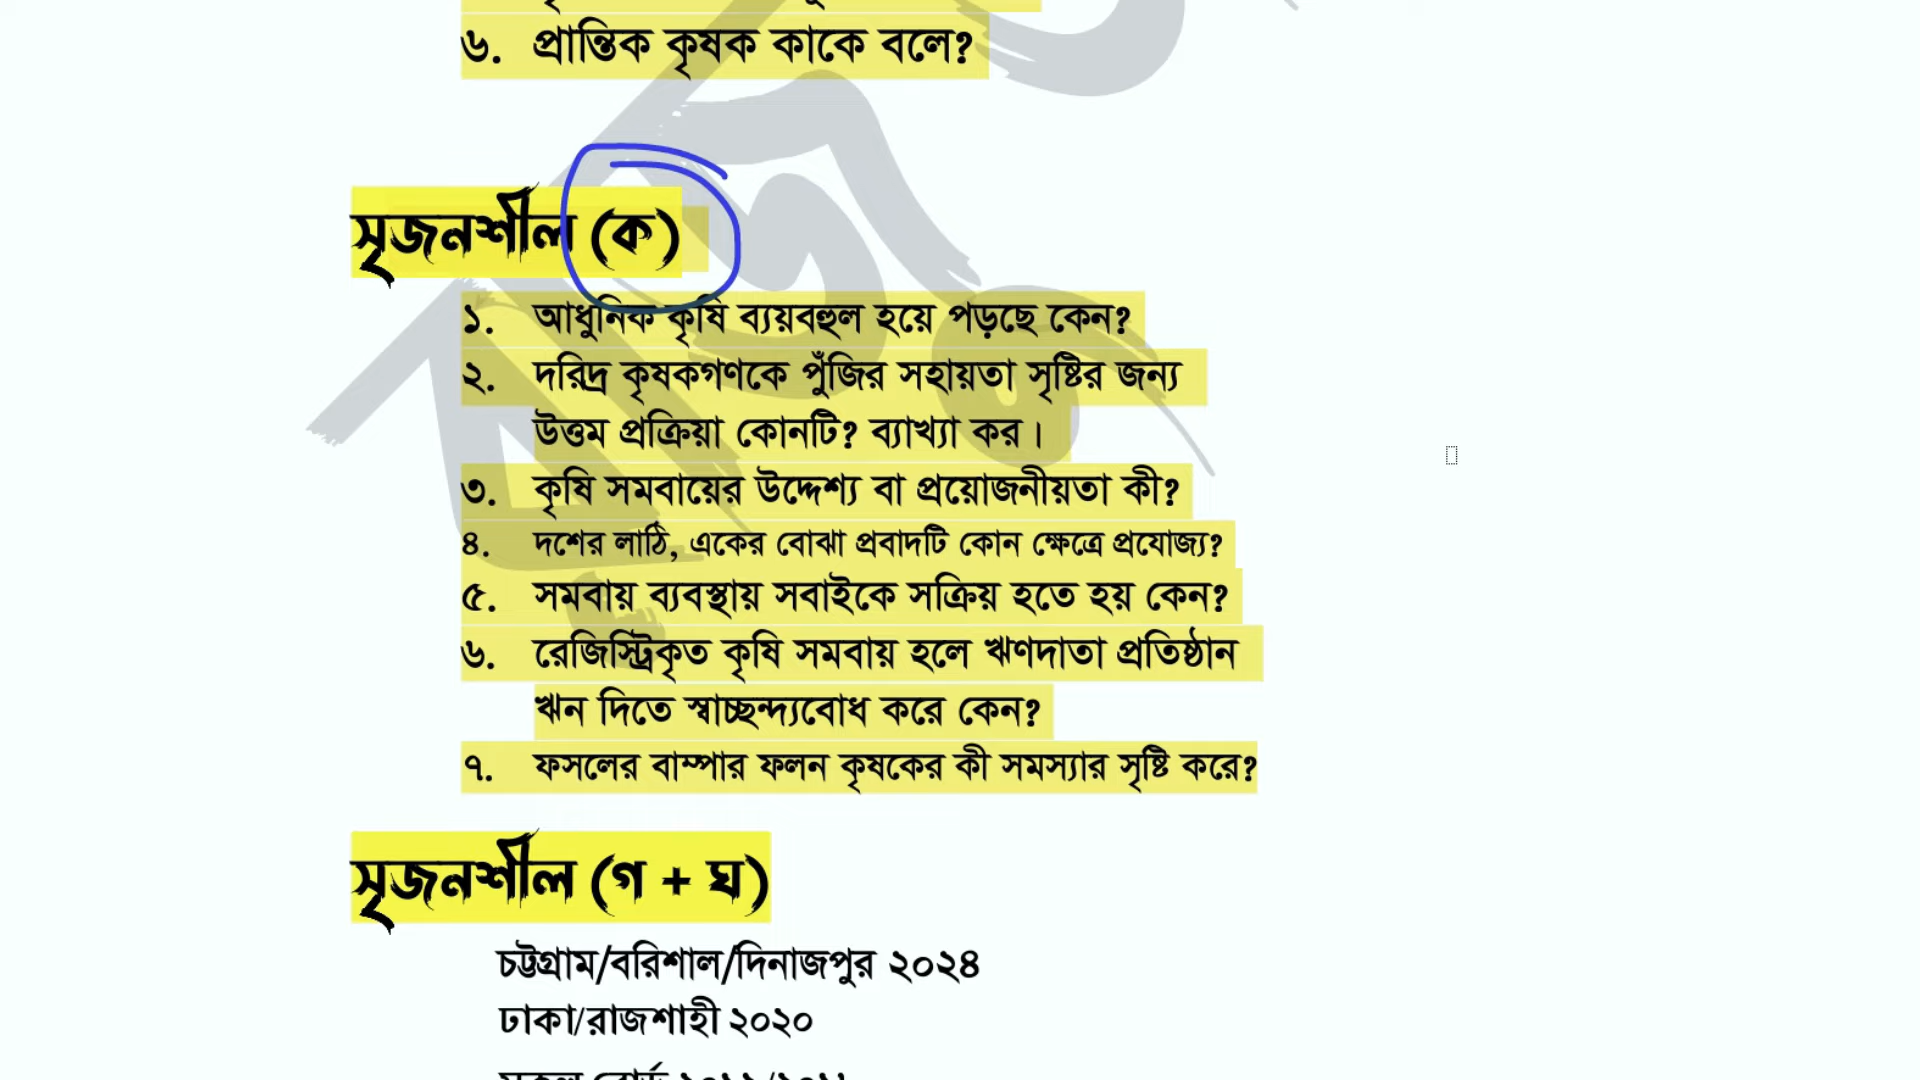 ৬. প্রান্তিক কৃষক কাকে বলে?
সৃজনশীল (ক)
১. আধুনিক কৃষি ব্যয়বহুল হয়ে পড়ছে কেন?
২. দরিদ্র কৃষকগণকে পুঁজির সহায়তা সৃষ্টির জন্য
উত্তম প্রক্রিয়া কোনটি? ব্যাখ্যা কর।
৩. কৃষি সমবায়ের উদ্দেশ্য বা প্রয়োজনীয়তা কী?
৪. দশের লাঠি, একের বোঝা প্রবাদটি কোন ক্ষেত্রে প্রযোজ্য?
৫. সমবায় ব্যবস্থায় সবাইকে সক্রিয় হতে হয় কেন?
৬. রেজিস্ট্রিকৃত কৃষি সমবায় হলে ঋণদাতা প্রতিষ্ঠান
ঋন দিতে স্বাচ্ছন্দ্যবোধ করে কেন?
৭. ফসলের বাম্পার ফলন কৃষকের কী সমস্যার সৃষ্টি করে?
সৃজনশীল (গ + ঘ)
চট্টগ্রাম/বরিশাল/দিনাজপুর ২০২৪
ঢাকা/রাজশাহী ২০২০